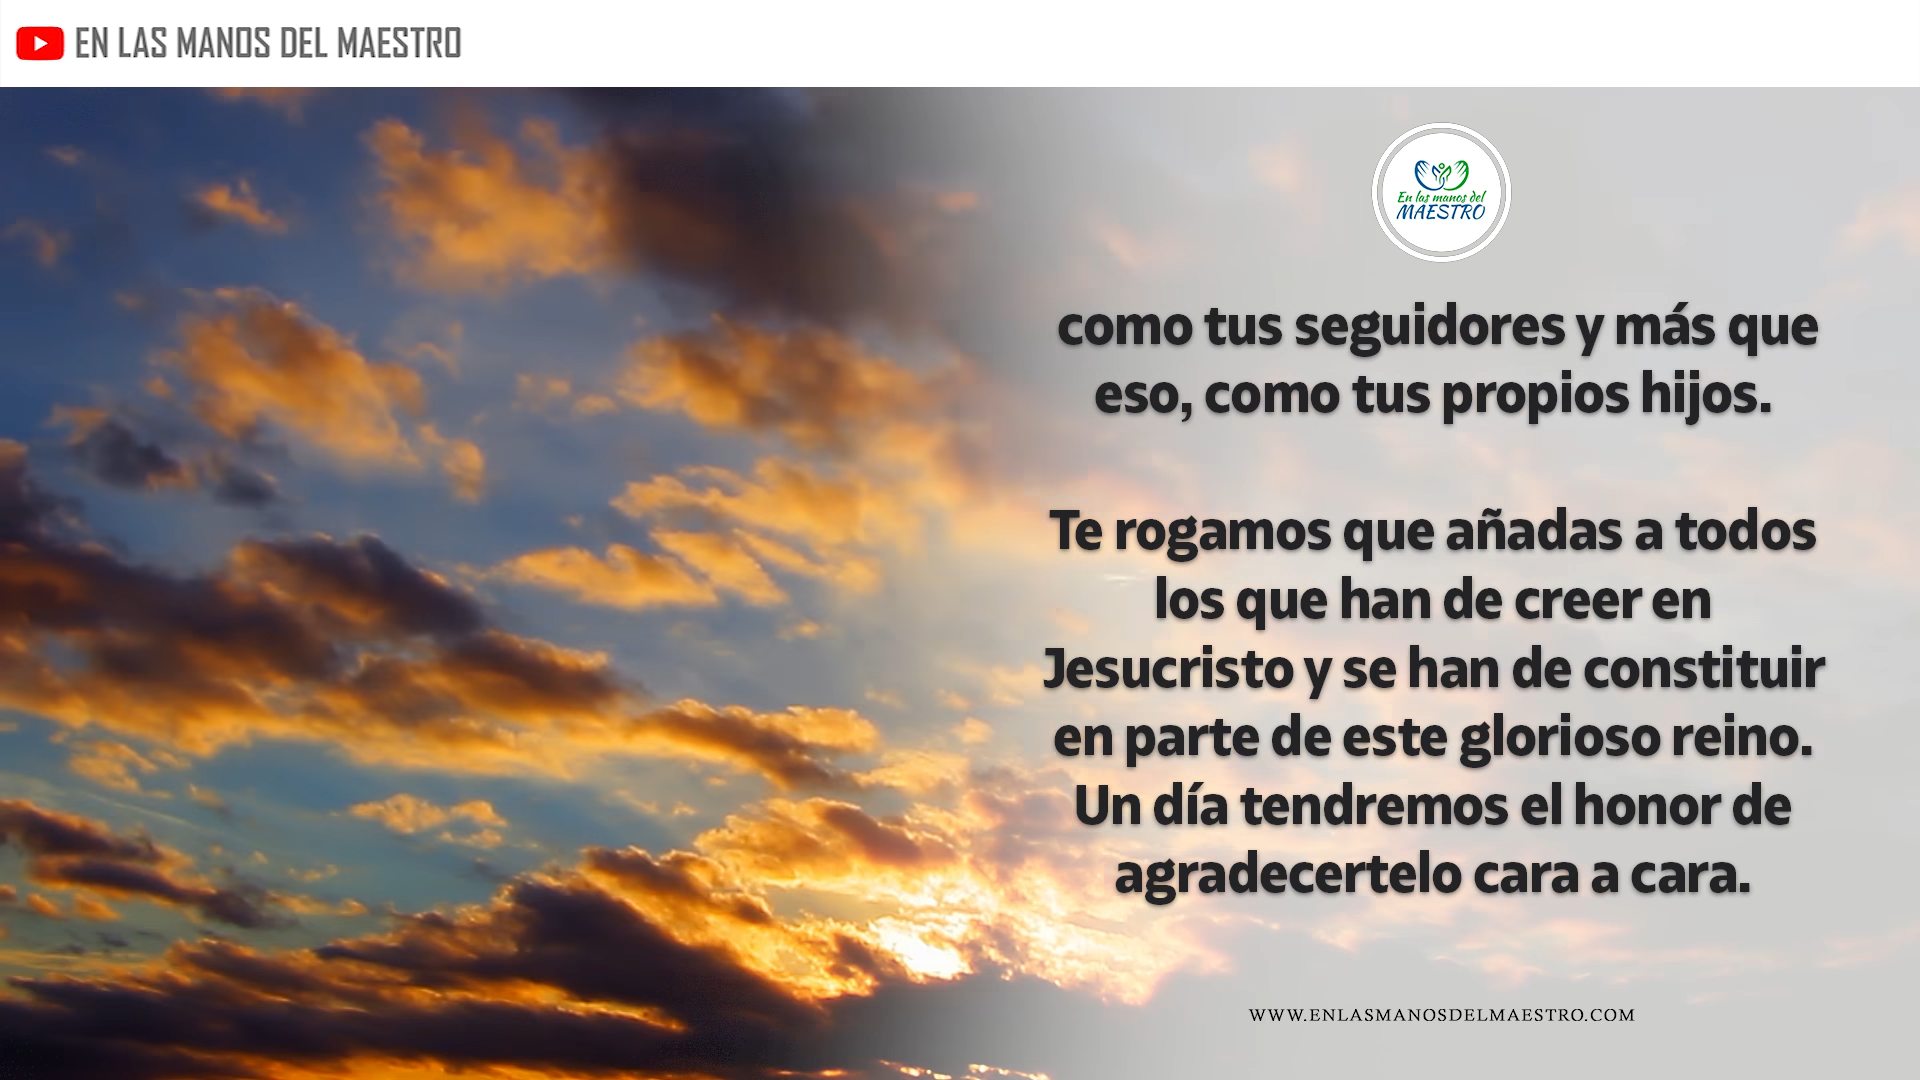 EN LAS MANOS DEL MAESTRO
En las manos del
MAESTRO
como tus seguidores y más que
eso, como tus propios hijos.
Te rogamos que añadas a todos
los que han de creer en
Jesucristo y se han de constituir
en parte de este glorioso reino.
Un día tendremos el honor de
agradecertelo cara a cara.
WWW.ENLASMANOSDELMAESTRO.COM